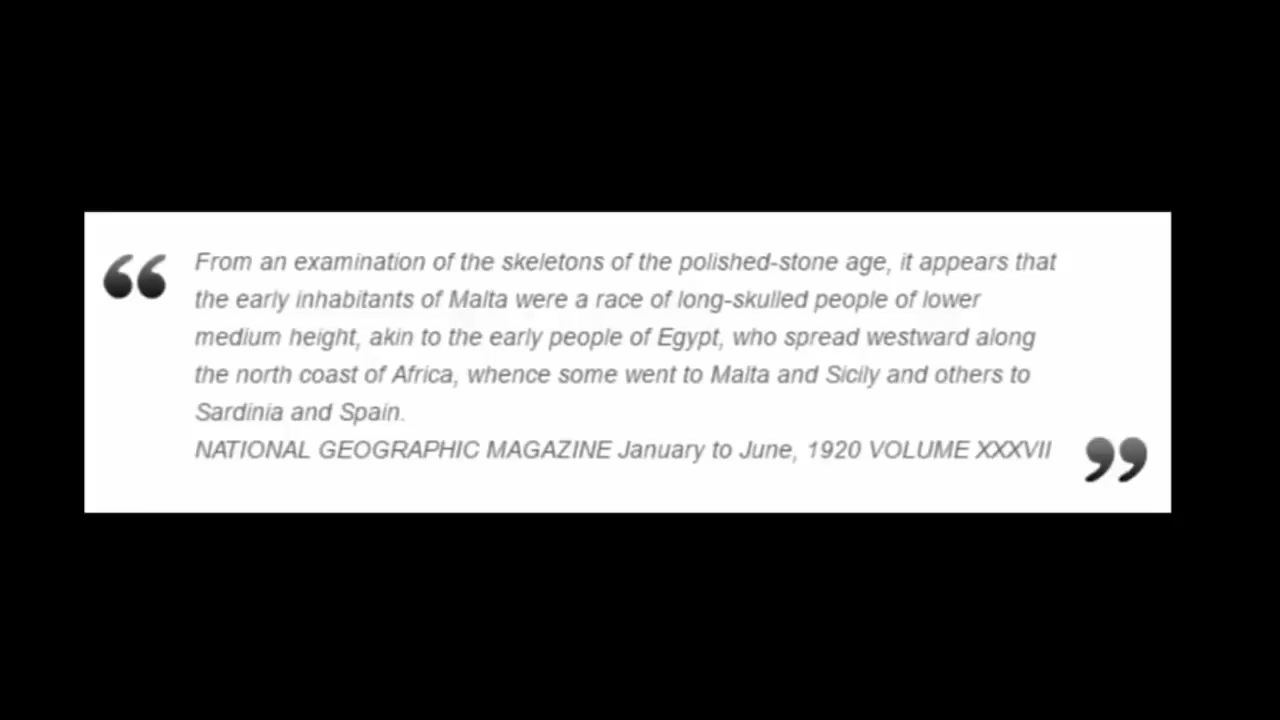 From an examination of the skeletons of the polished-stone age, it appears that
the early inhabitants of Malta were a race of long-skulled people of lower
medium height, akin to the early people of Egypt, who spread westward along
the north coast of Africa, whence some went to Malta and Sicily and others to
Sardinia and Spain.
NATIONAL GEOGRAPHIC MAGAZINE January to June, 1920 VOLUME XXXVII